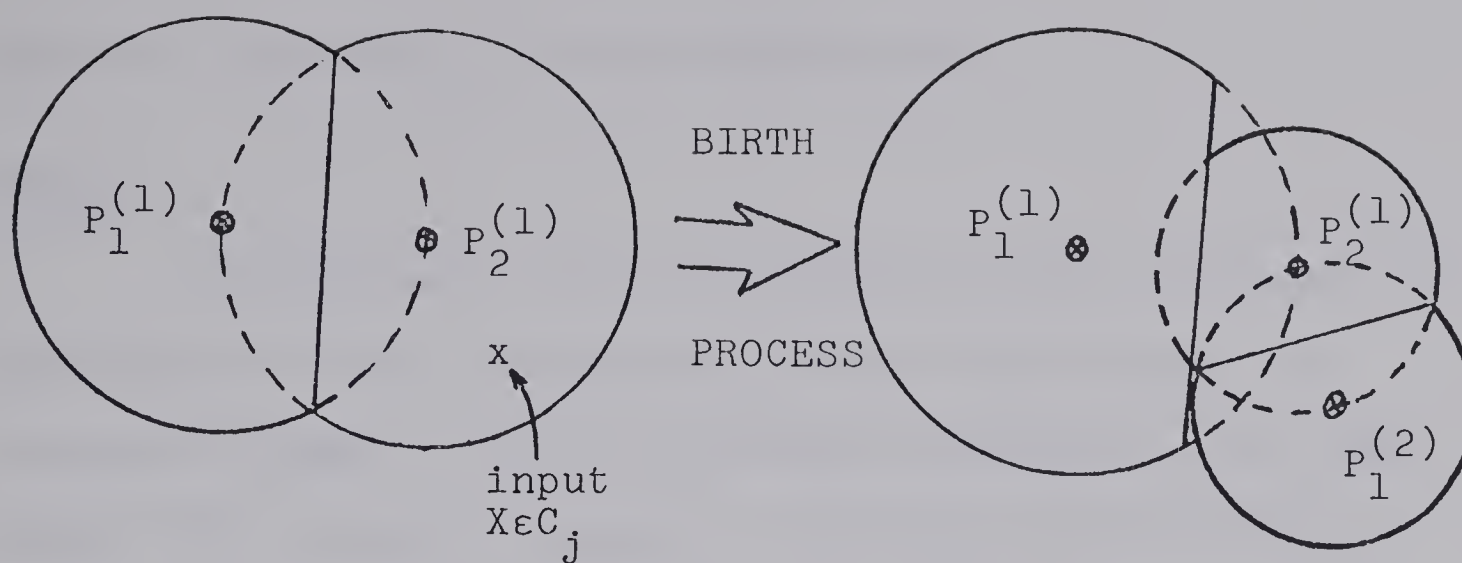 P₁⁽¹⁾
P₂⁽¹⁾
x
input
XεCⱼ
BIRTH
PROCESS
P₁⁽¹⁾
P₂⁽¹⁾
P₁⁽²⁾